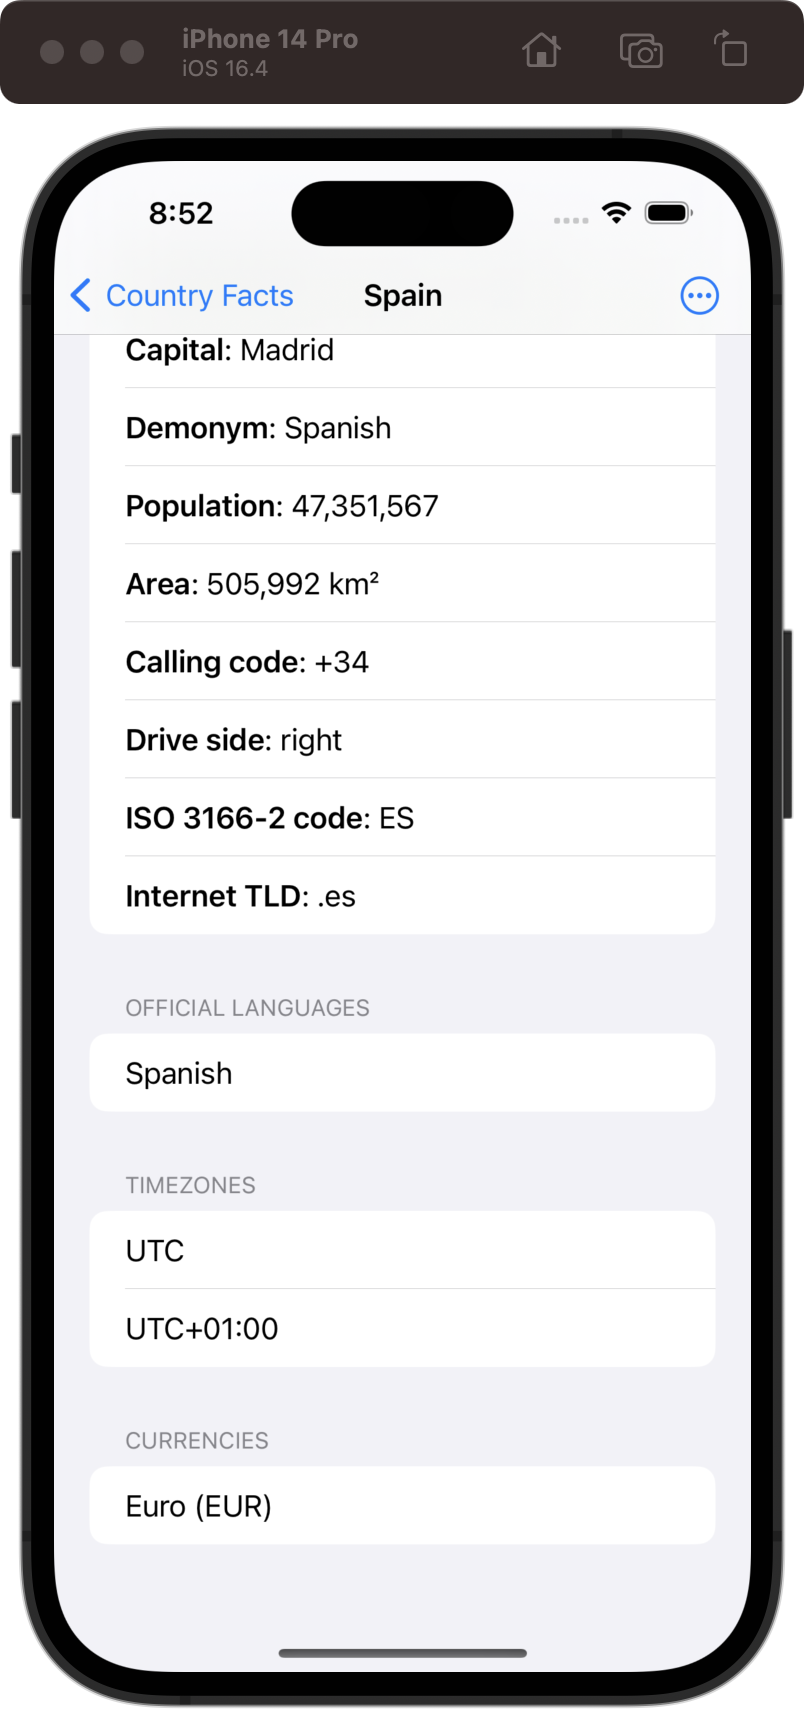 iPhone 14 Pro
iOS 16.4
8:52
Country Facts
Spain
Capital: Madrid
Demonym: Spanish
Population: 47,351,567
Area: 505,992 km²
Calling code: +34
Drive side: right
ISO 3166-2 code: ES
Internet TLD: .es
OFFICIAL LANGUAGES
Spanish
TIMEZONES
UTC
UTC+01:00
CURRENCIES
Euro (EUR)